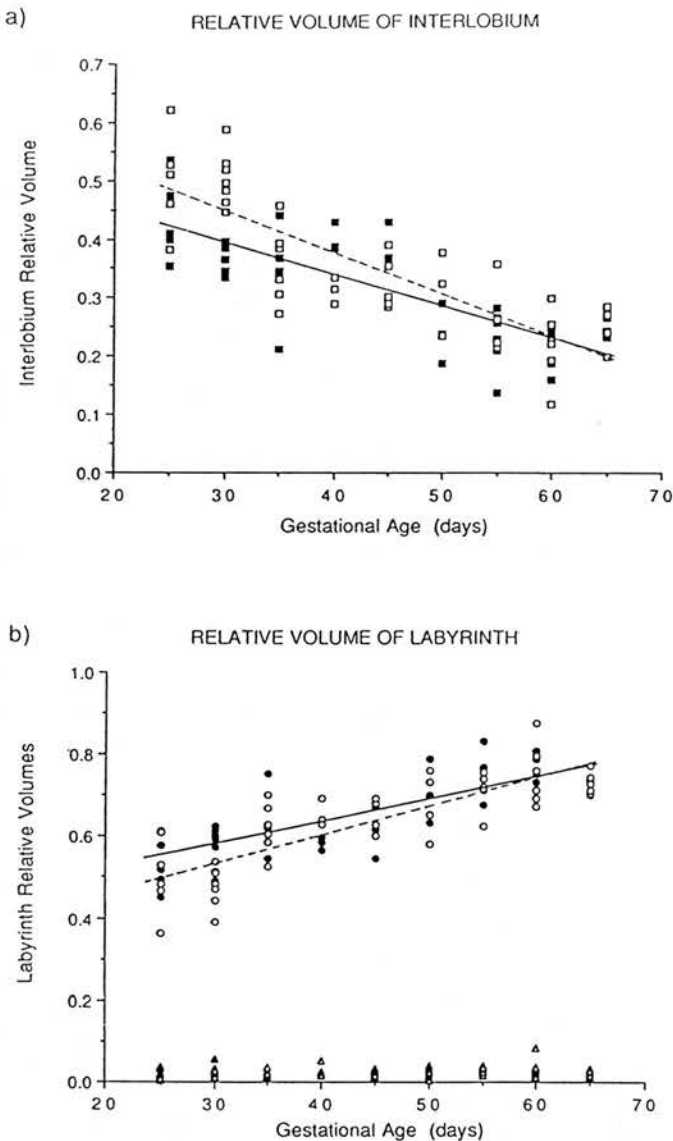 a)
RELATIVE VOLUME OF INTERLOBIUM
0.7
0.6
0.5
0.4
0.3
0.2
0.1
0.0
Interlobium Relative Volume
20 30 40 50 60 70
Gestational Age (days)
b)
RELATIVE VOLUME OF LABYRINTH
1.0
0.8
0.6
0.4
0.2
0.0
Labyrinth Relative Volumes
20 30 40 50 60 70
Gestational Age (days)